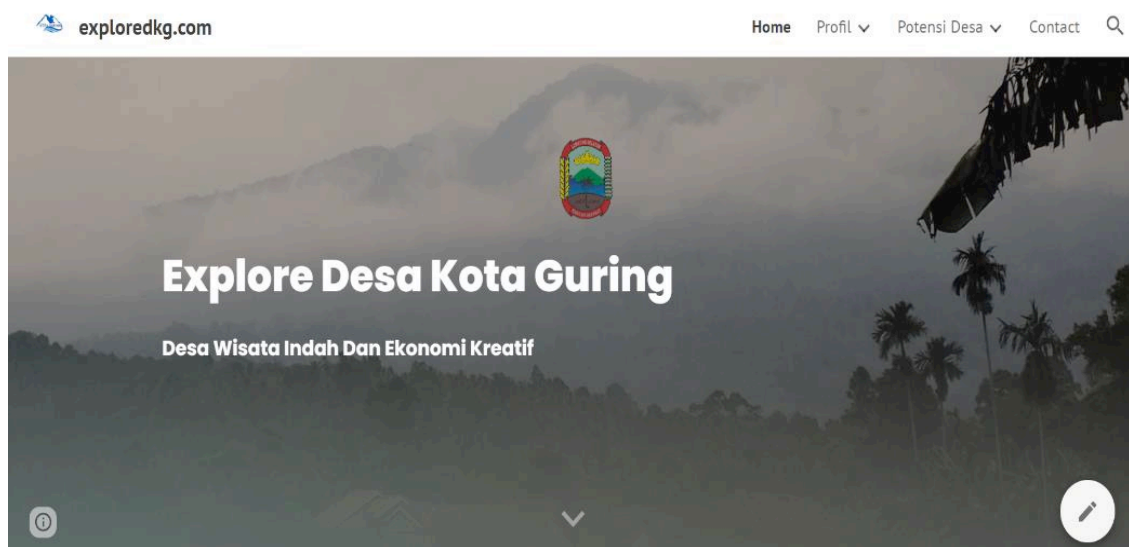 exploredkg.com
Home Profil Potensi Desa Contact
Explore Desa Kota Guring
Desa Wisata Indah Dan Ekonomi Kreatif